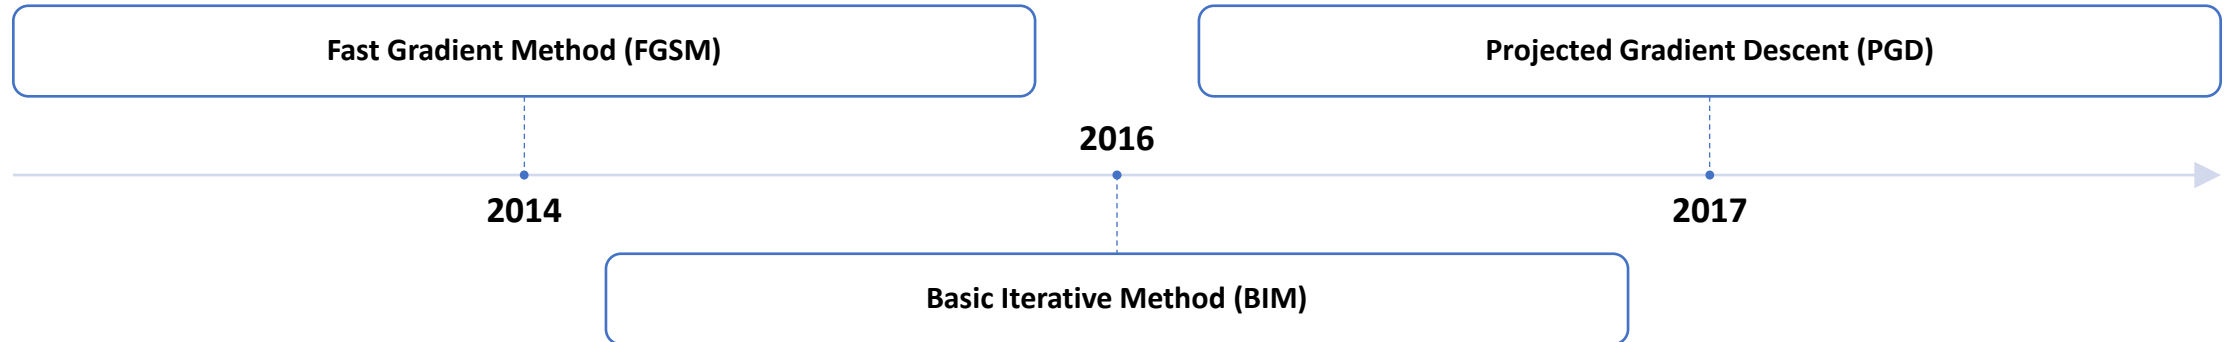 Fast Gradient Method (FGSM)
Projected Gradient Descent (PGD)
2016
2014
2017
Basic Iterative Method (BIM)